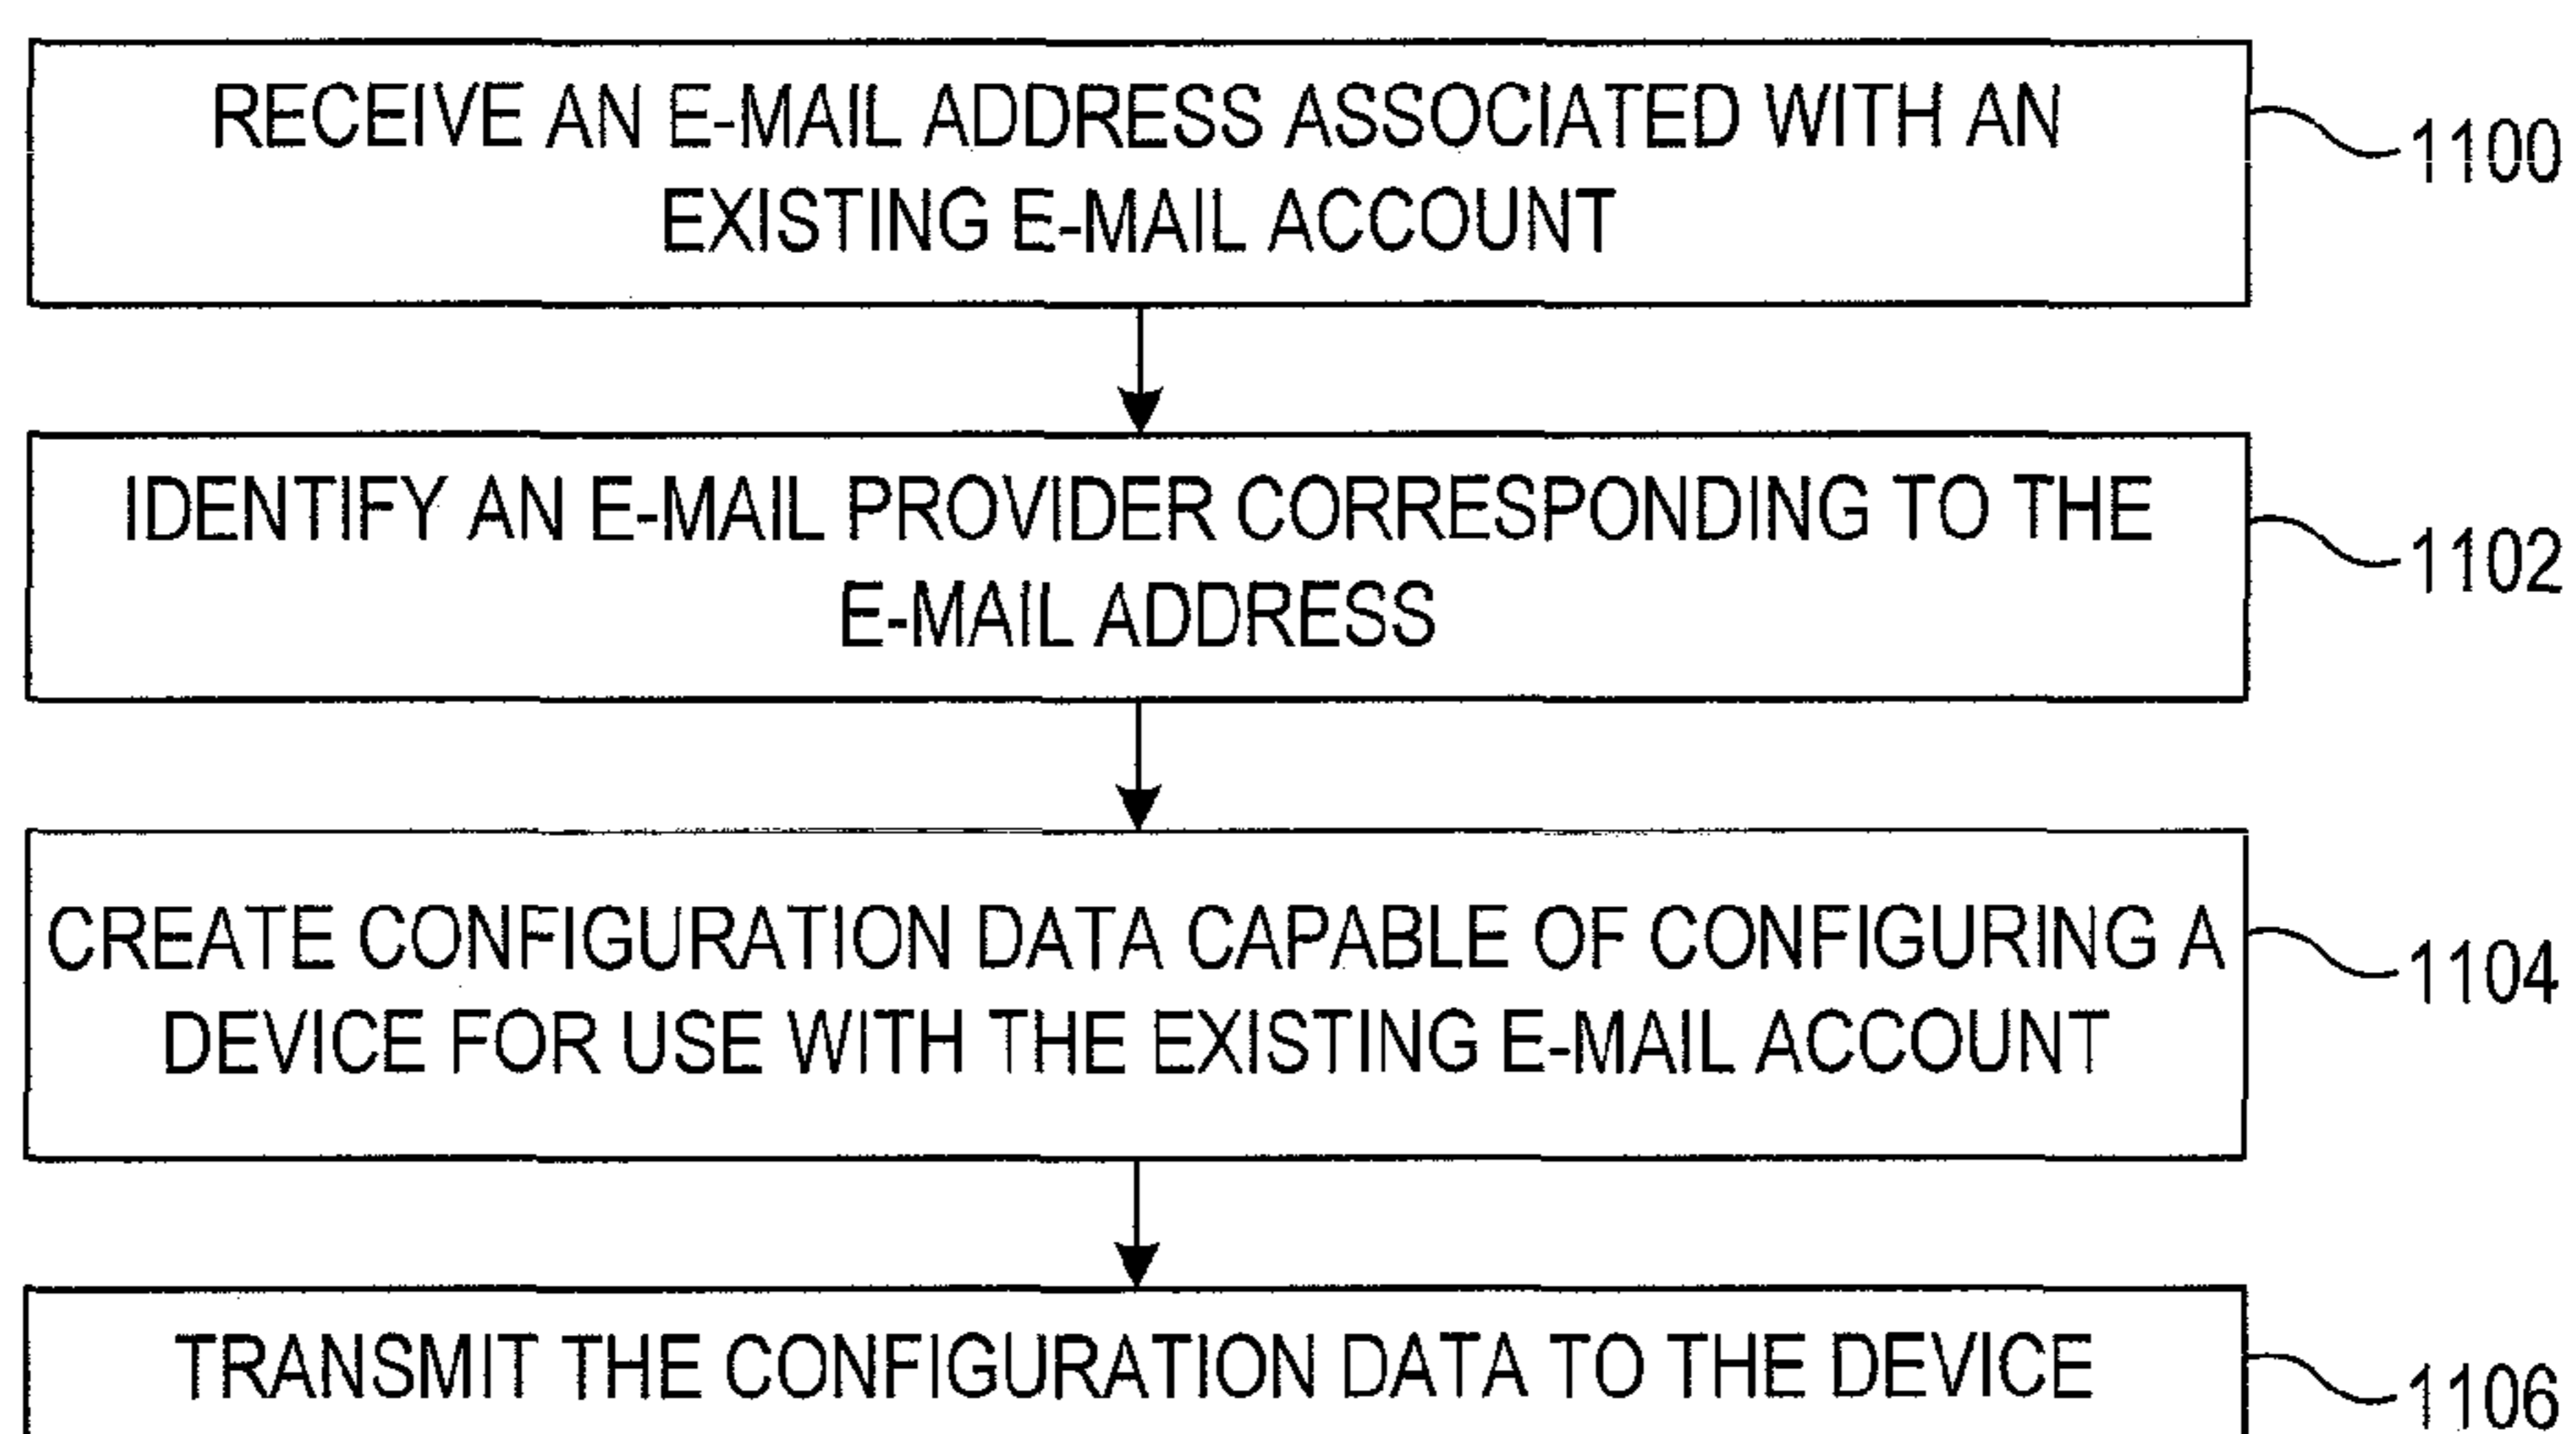 RECEIVE AN E-MAIL ADDRESS ASSOCIATED WITH AN
EXISTING E-MAIL ACCOUNT
1100
IDENTIFY AN E-MAIL PROVIDER CORRESPONDING TO THE
E-MAIL ADDRESS
1102
CREATE CONFIGURATION DATA CAPABLE OF CONFIGURING A
DEVICE FOR USE WITH THE EXISTING E-MAIL ACCOUNT
1104
TRANSMIT THE CONFIGURATION DATA TO THE DEVICE
1106